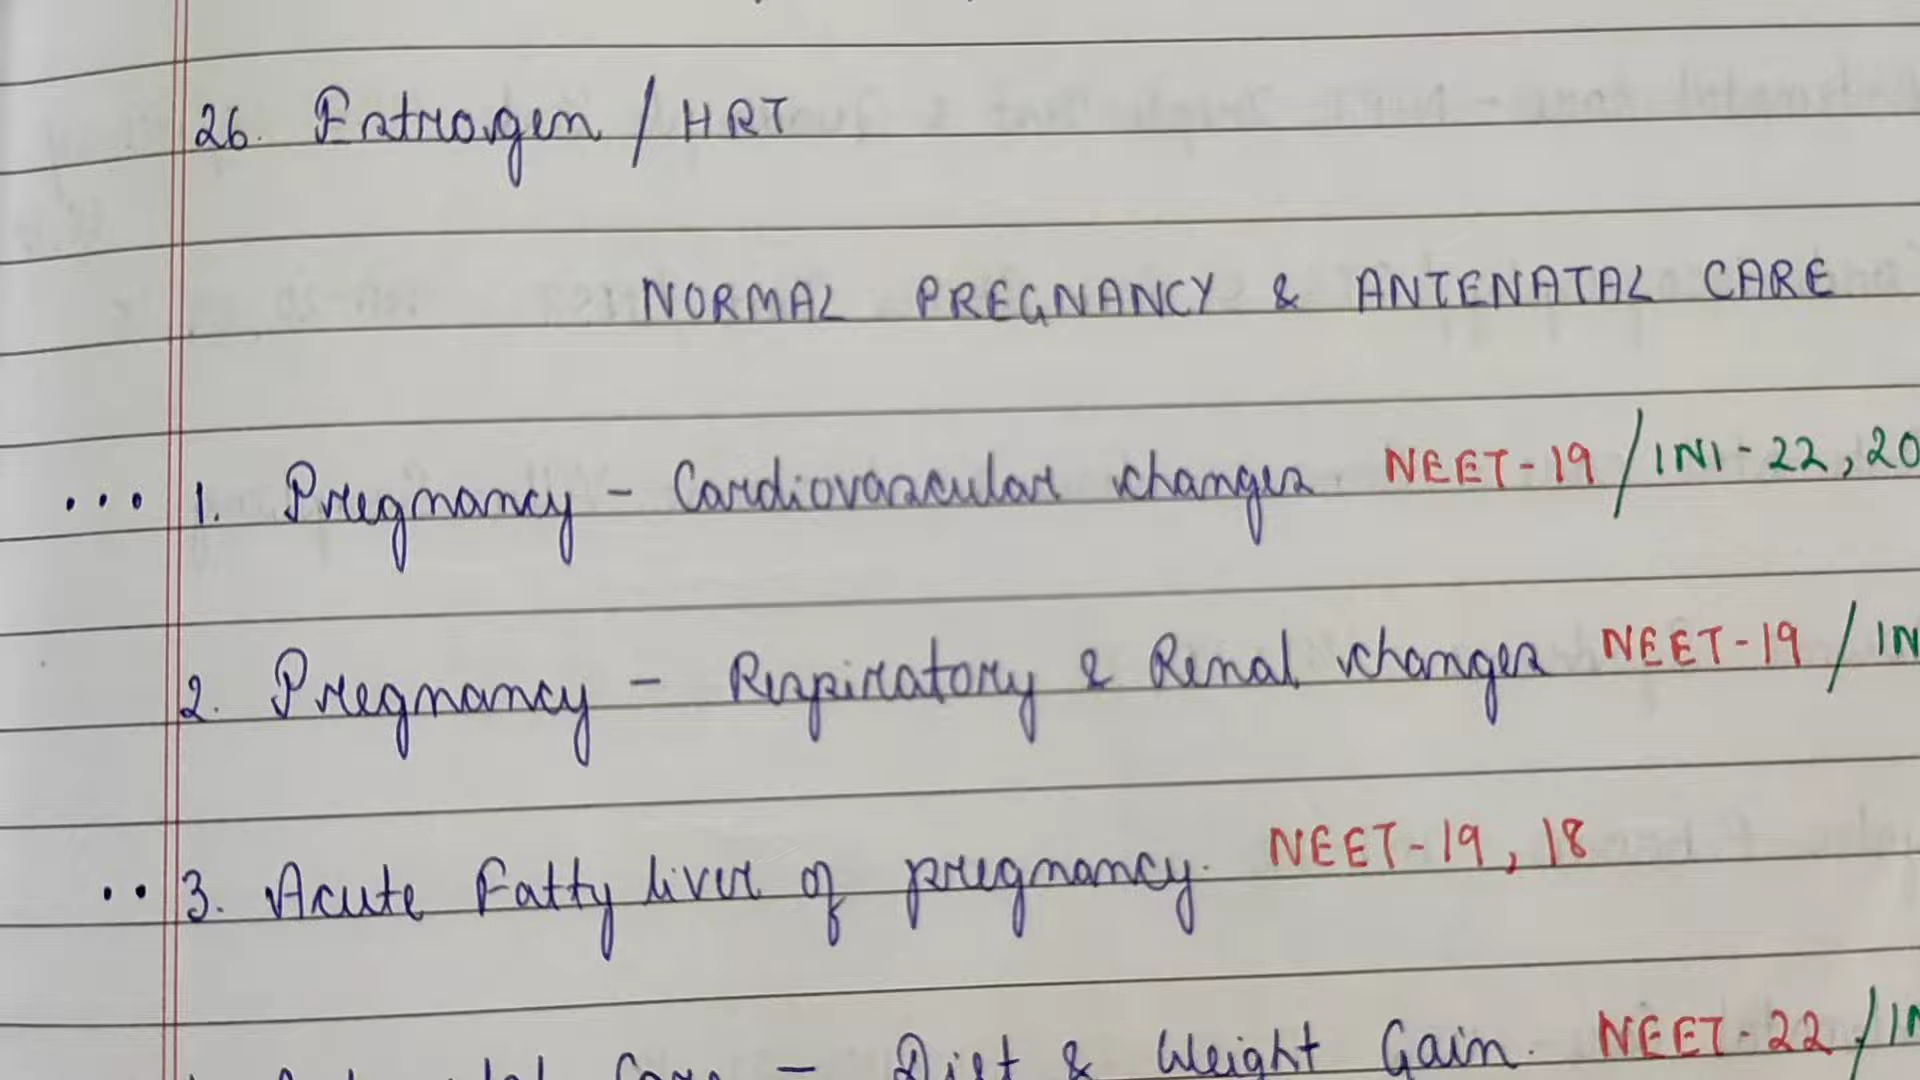 26. Estrogen / HRT
NORMAL PREGNANCY & ANTENATAL CARE
... 1. Pregnancy - Cardiovascular changes. NEET-19 / INI-22, 20
2. Pregnancy - Respiratory & Renal changes NEET-19 / IN
.. 3. Acute Fatty liver of pregnancy. NEET-19, 18
Care - Diet & Weight Gain. NEET-22 / IN